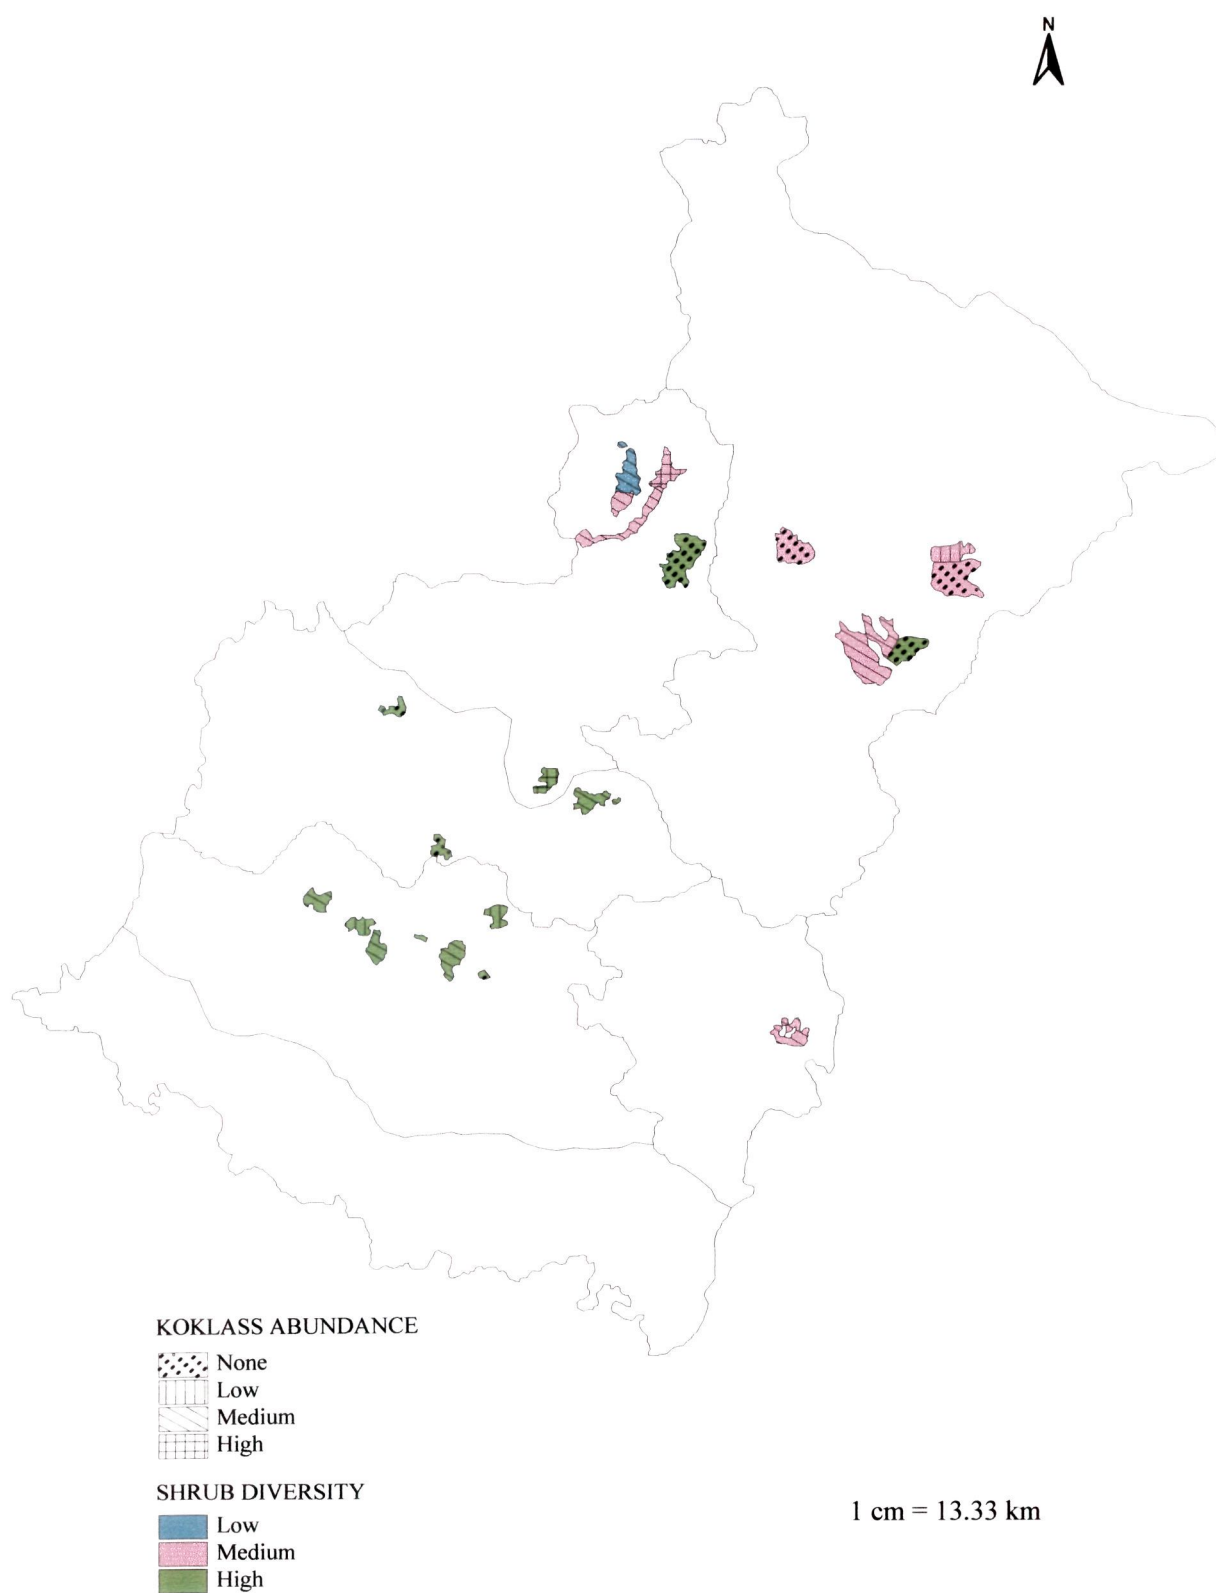 N
KOKLASS ABUNDANCE
None
Low
Medium
High
SHRUB DIVERSITY
Low
Medium
High
1 cm = 13.33 km